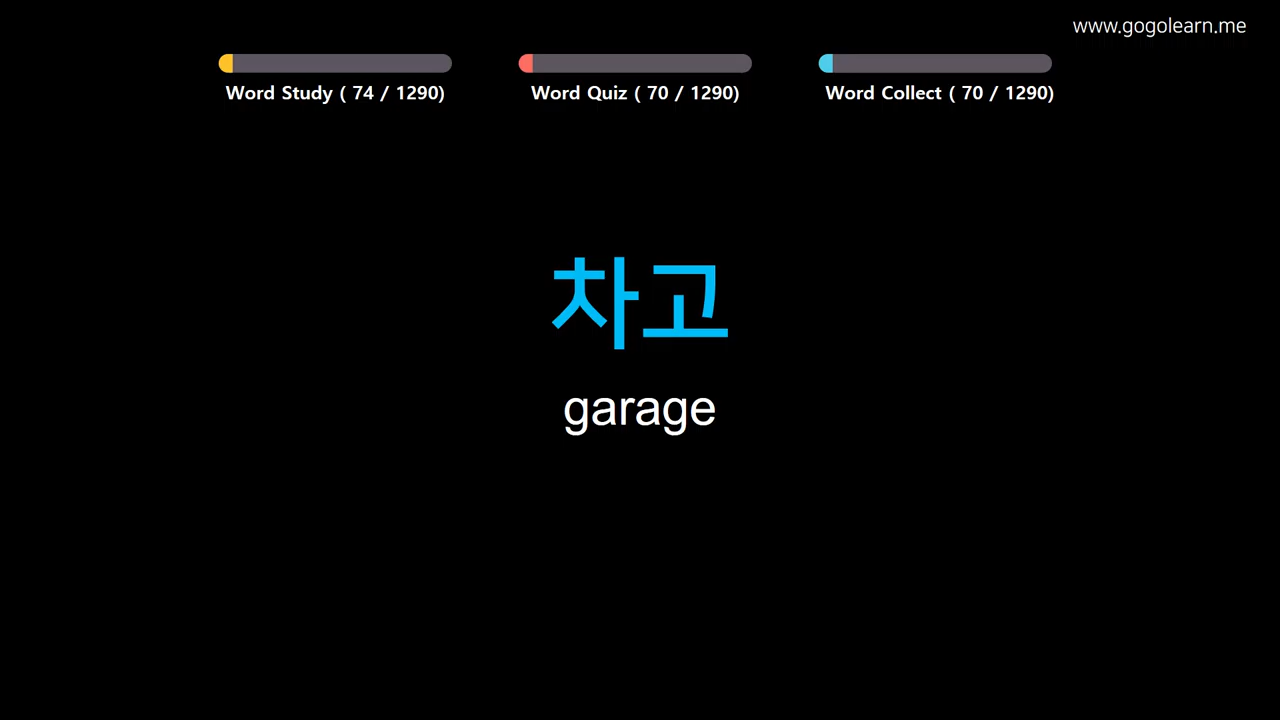 www.gogolearn.me
Word Study ( 74 / 1290)
Word Quiz ( 70 / 1290)
Word Collect ( 70 / 1290)
차고
garage